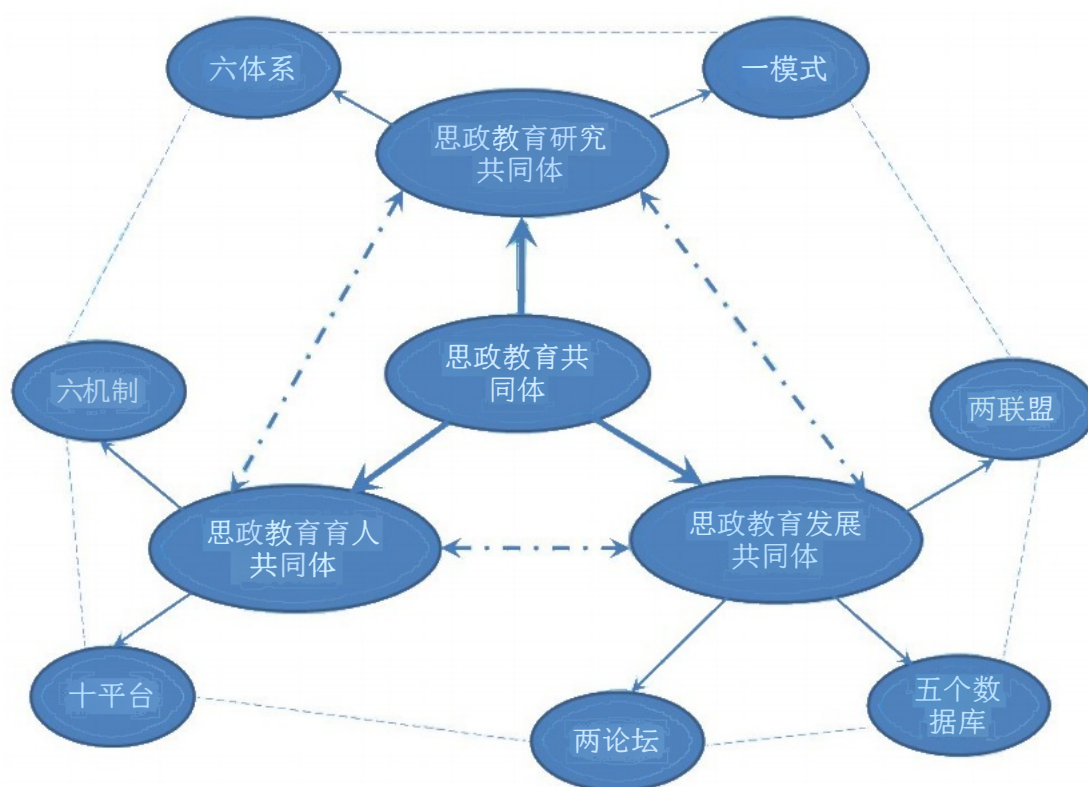 六体系
一模式
思政教育研究
共同体
思政教育共
同体
六机制
两联盟
思政教育育人
共同体
思政教育发展
共同体
十平台
两论坛
五个数
据库